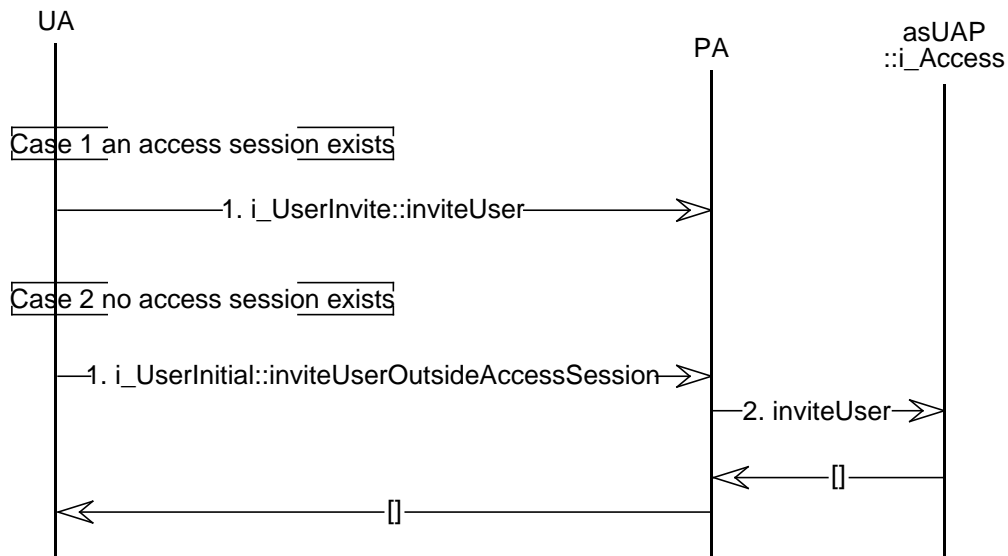 UA
PA
asUAP
::i_Access
Case 1 an access session exists
1. i_UserInvite::inviteUser
Case 2 no access session exists
1. i_UserInitial::inviteUserOutsideAccessSession
2. inviteUser
[]
[]